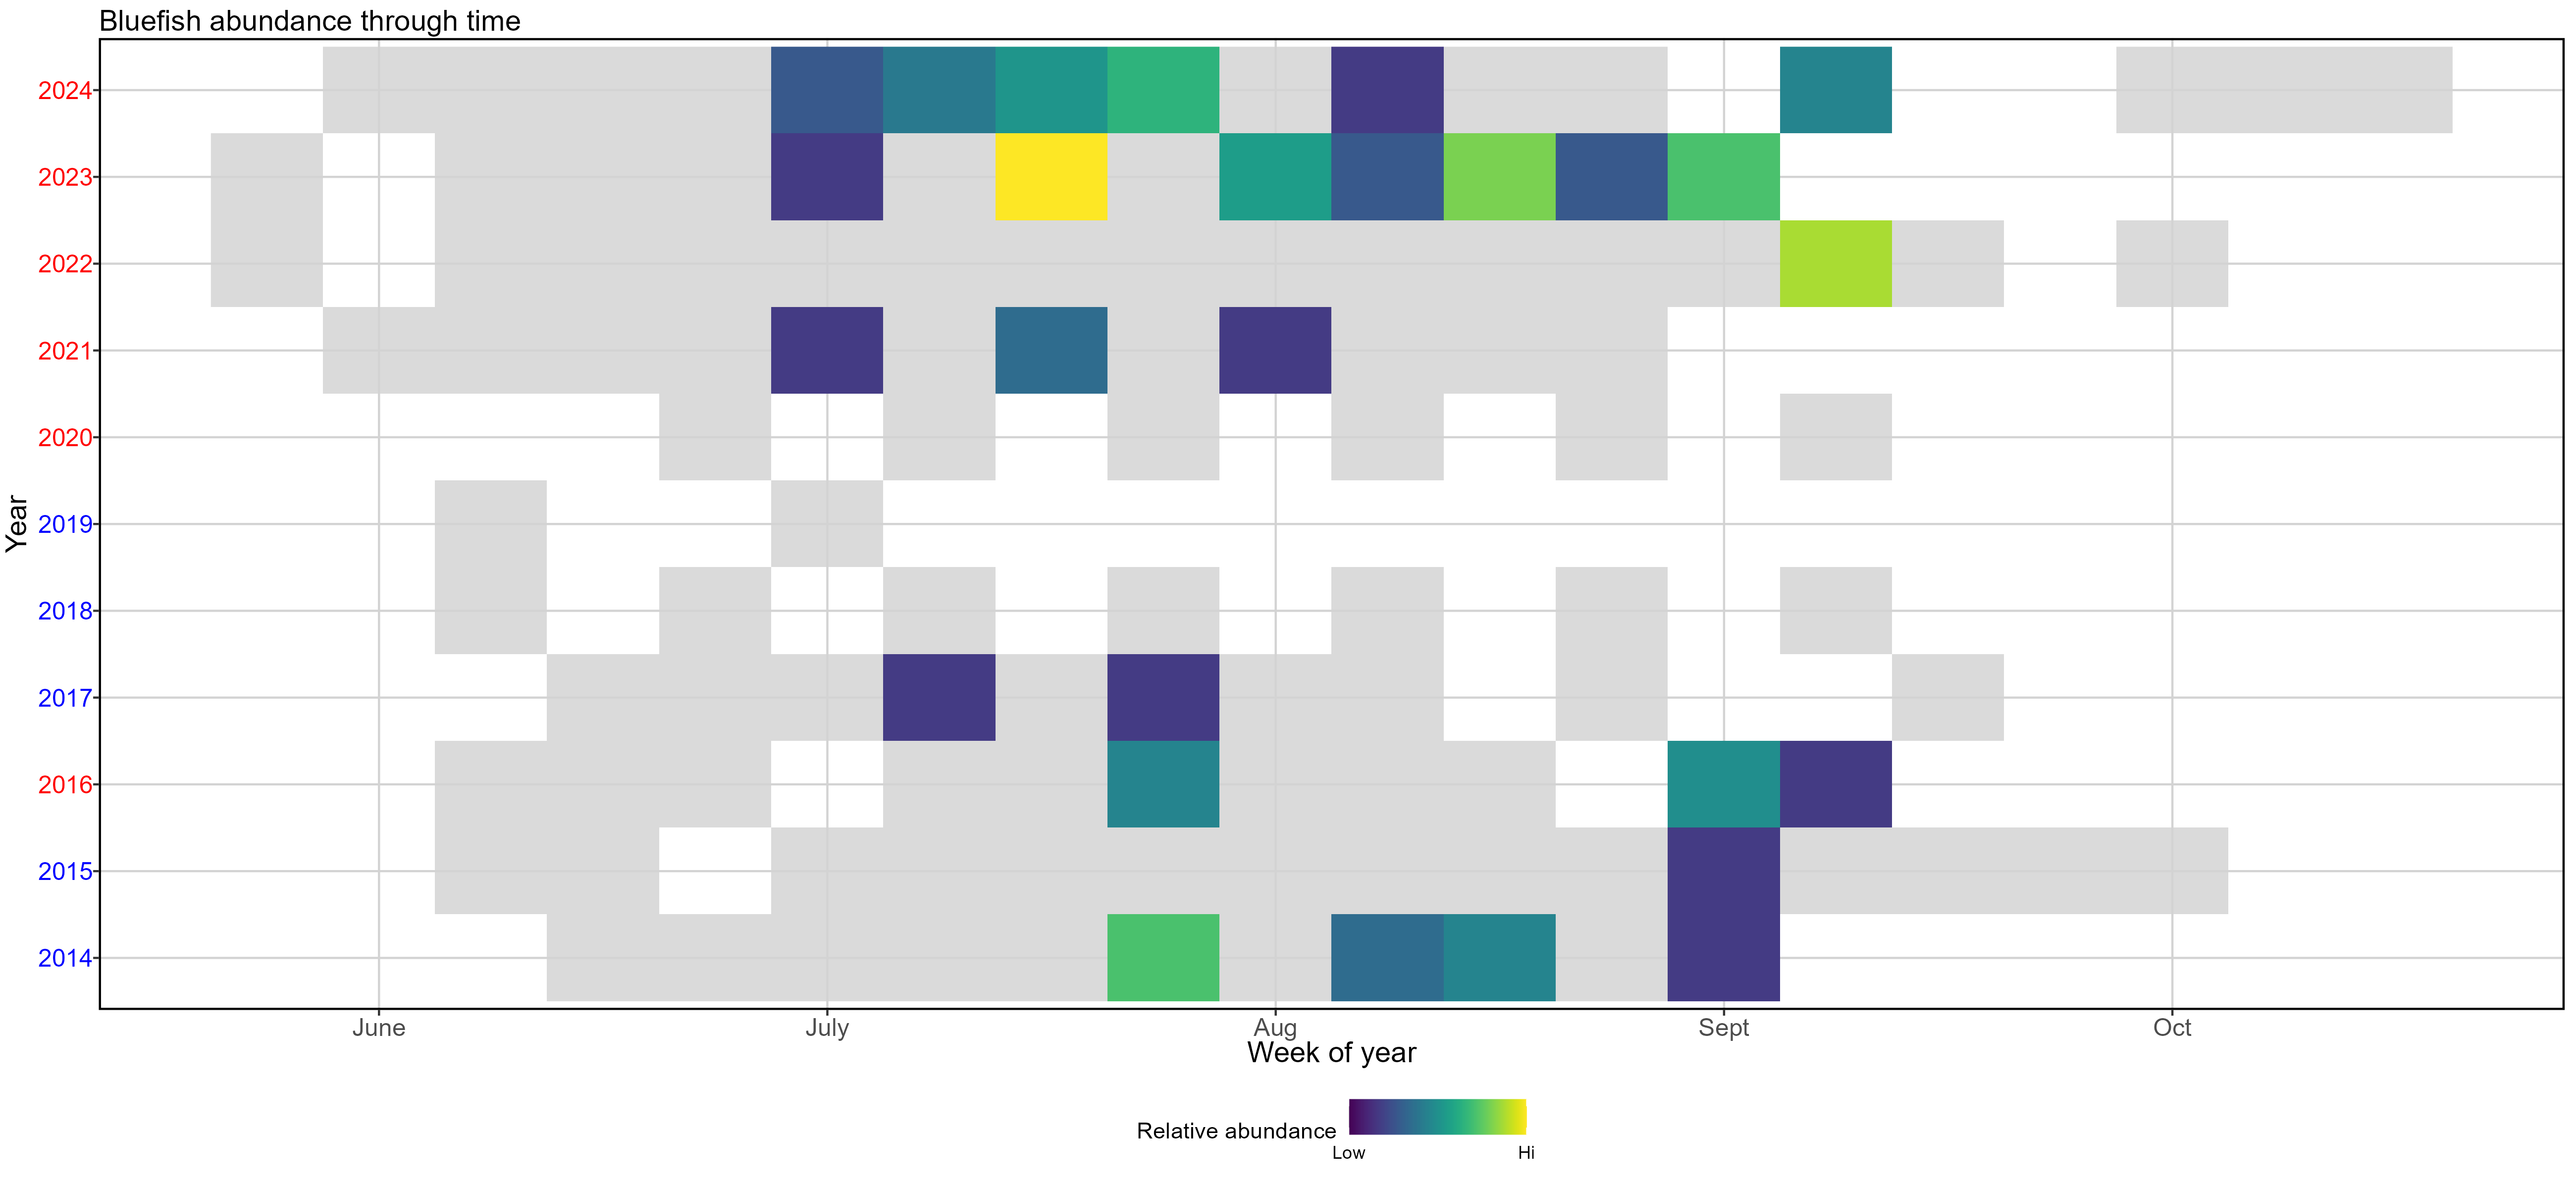 Bluefish abundance through time
Year
2024
2023
2022
2021
2020
2019
2018
2017
2016
2015
2014
June July Aug Sept Oct
Week of year
Relative abundance
Low Hi